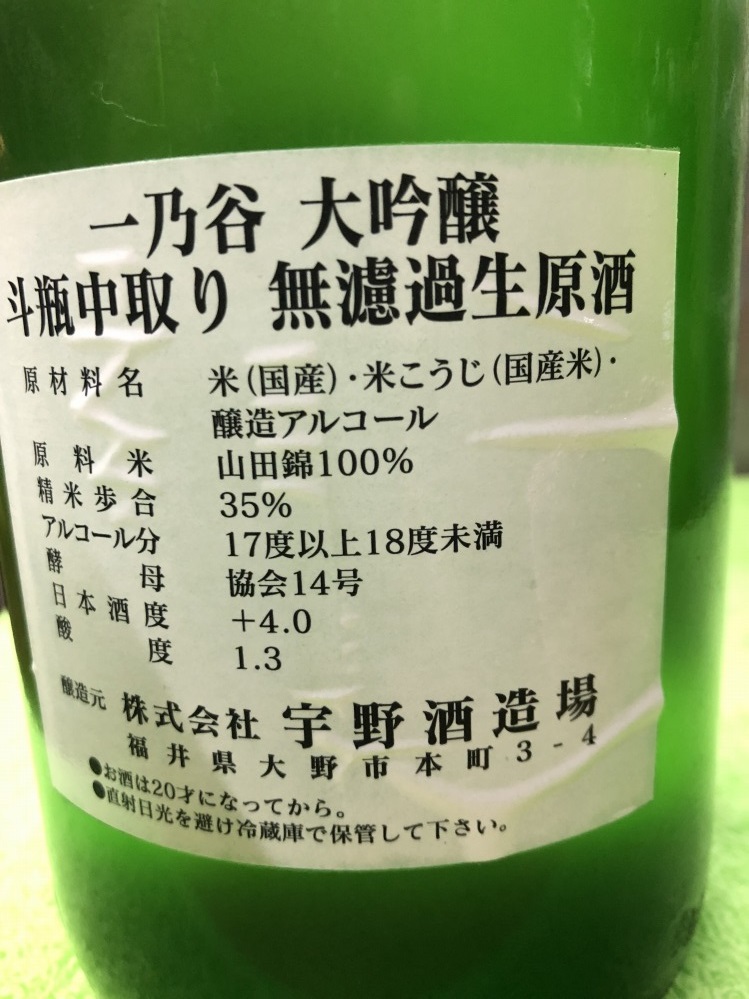 一乃谷 大吟醸
斗瓶中取り 無濾過生原酒
原材料名 米(国産)・米こうじ(国産米)・
醸造アルコール
原料米 山田錦100%
精米歩合 35%
アルコール分 17度以上18度未満
酵母 協会14号
日本酒度 +4.0
酸度 1.3
醸造元 株式会社 宇野酒造場
福井県大野市本町3-4
●お酒は20才になってから。
●直射日光を避け冷蔵庫で保管して下さい。